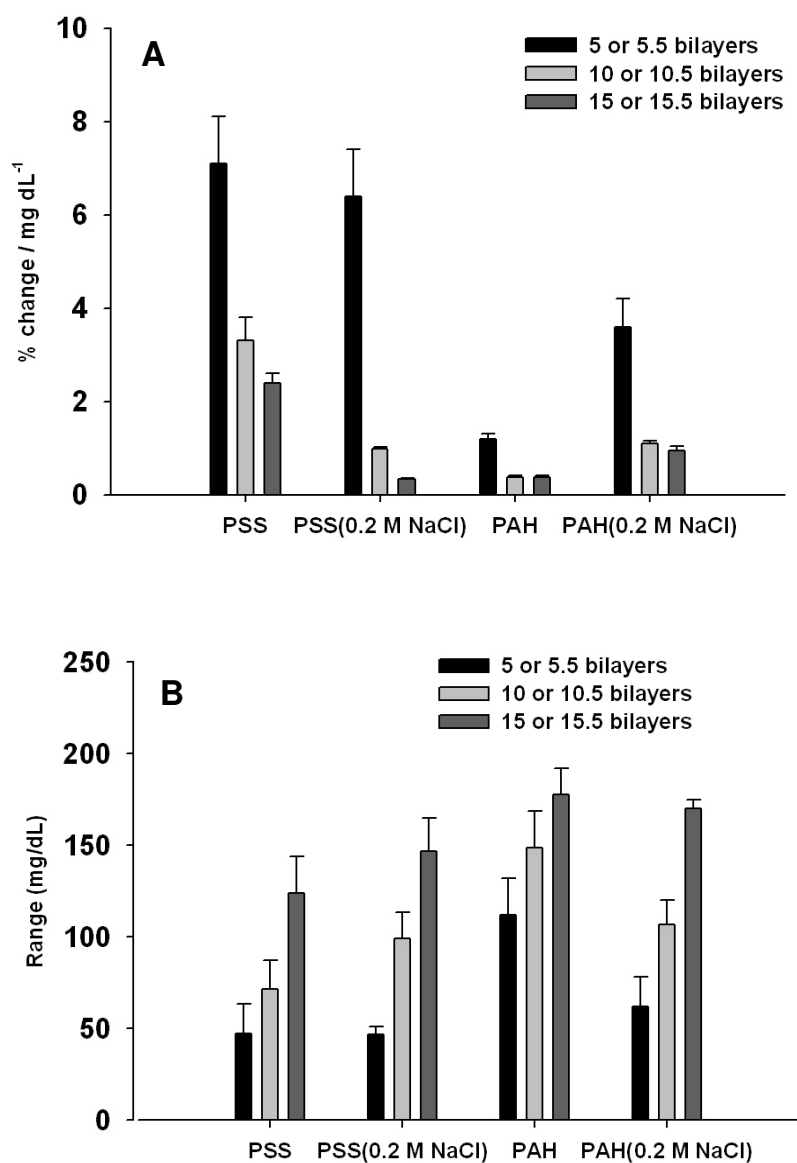 A
5 or 5.5 bilayers
10 or 10.5 bilayers
15 or 15.5 bilayers
% change / mg dL⁻¹
10
8
6
4
2
0
PSS PSS(0.2 M NaCl) PAH PAH(0.2 M NaCl)
B
5 or 5.5 bilayers
10 or 10.5 bilayers
15 or 15.5 bilayers
Range (mg/dL)
250
200
150
100
50
0
PSS PSS(0.2 M NaCl) PAH PAH(0.2 M NaCl)